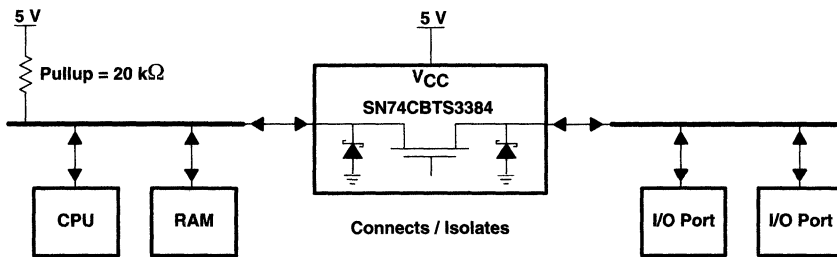 5 V
5 V
Pullup = 20 kΩ
VCC
SN74CBTS3384
CPU
RAM
Connects / Isolates
I/O Port
I/O Port